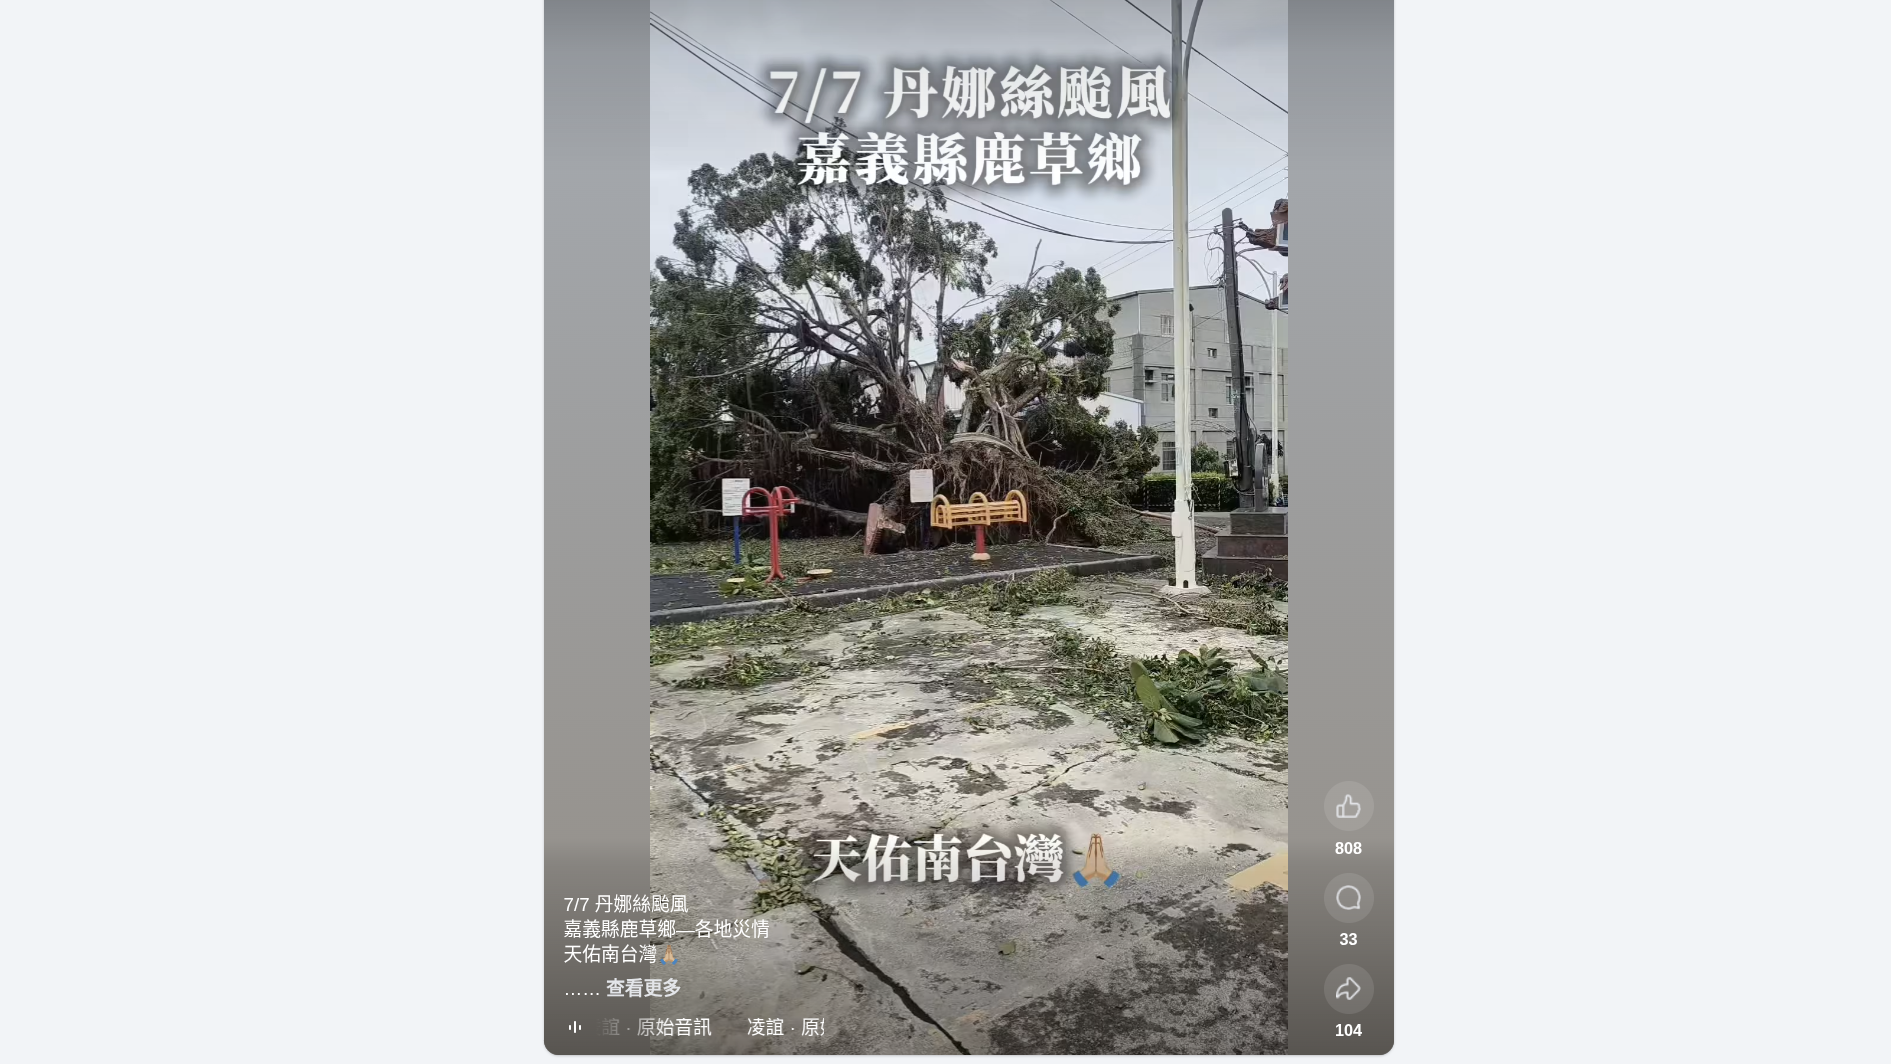 7/7 丹娜絲颱風
嘉義縣鹿草鄉
天佑南台灣🙏🏼
7/7 丹娜絲颱風
嘉義縣鹿草鄉—各地災情
天佑南台灣🙏🏼
…… 查看更多
誼 · 原始音訊 凌誼 · 原
808
33
104